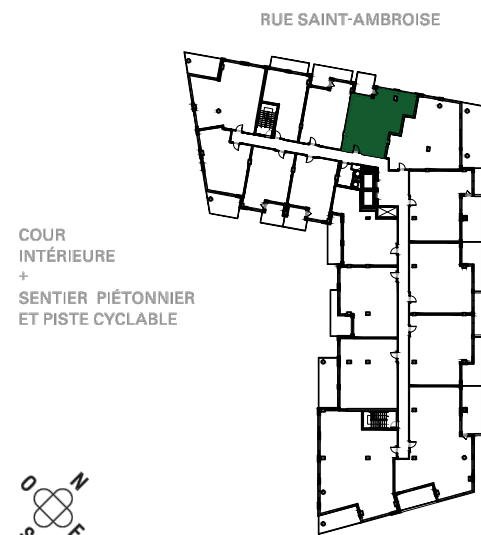 RUE SAINT-AMBROISE
COUR
INTÉRIEURE
+
SENTIER PIÉTONNIER
ET PISTE CYCLABLE
O N
S E